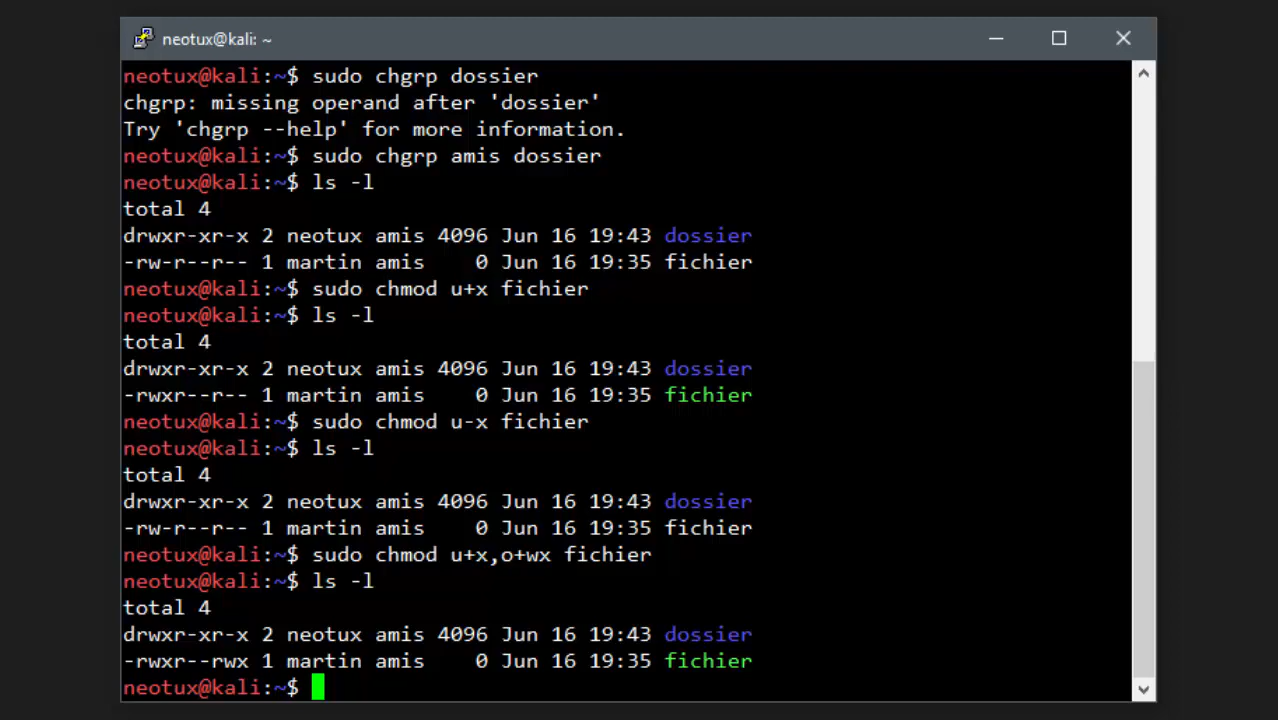 neotux@kali: ~
neotux@kali:~$ sudo chgrp dossier
chgrp: missing operand after 'dossier'
Try 'chgrp --help' for more information.
neotux@kali:~$ sudo chgrp amis dossier
neotux@kali:~$ ls -l
total 4
drwxr-xr-x 2 neotux amis 4096 Jun 16 19:43 dossier
-rw-r--r-- 1 martin amis    0 Jun 16 19:35 fichier
neotux@kali:~$ sudo chmod u+x fichier
neotux@kali:~$ ls -l
total 4
drwxr-xr-x 2 neotux amis 4096 Jun 16 19:43 dossier
-rwxr--r-- 1 martin amis    0 Jun 16 19:35 fichier
neotux@kali:~$ sudo chmod u-x fichier
neotux@kali:~$ ls -l
total 4
drwxr-xr-x 2 neotux amis 4096 Jun 16 19:43 dossier
-rw-r--r-- 1 martin amis    0 Jun 16 19:35 fichier
neotux@kali:~$ sudo chmod u+x,o+wx fichier
neotux@kali:~$ ls -l
total 4
drwxr-xr-x 2 neotux amis 4096 Jun 16 19:43 dossier
-rwxr--rwx 1 martin amis    0 Jun 16 19:35 fichier
neotux@kali:~$